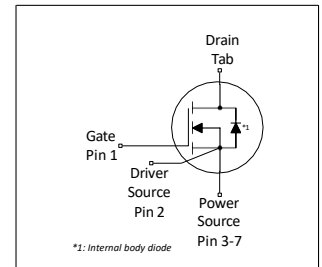 Drain
Tab
*1
Gate
Pin 1
Driver
Source
Pin 2
Power
Source
Pin 3-7
*1: Internal body diode